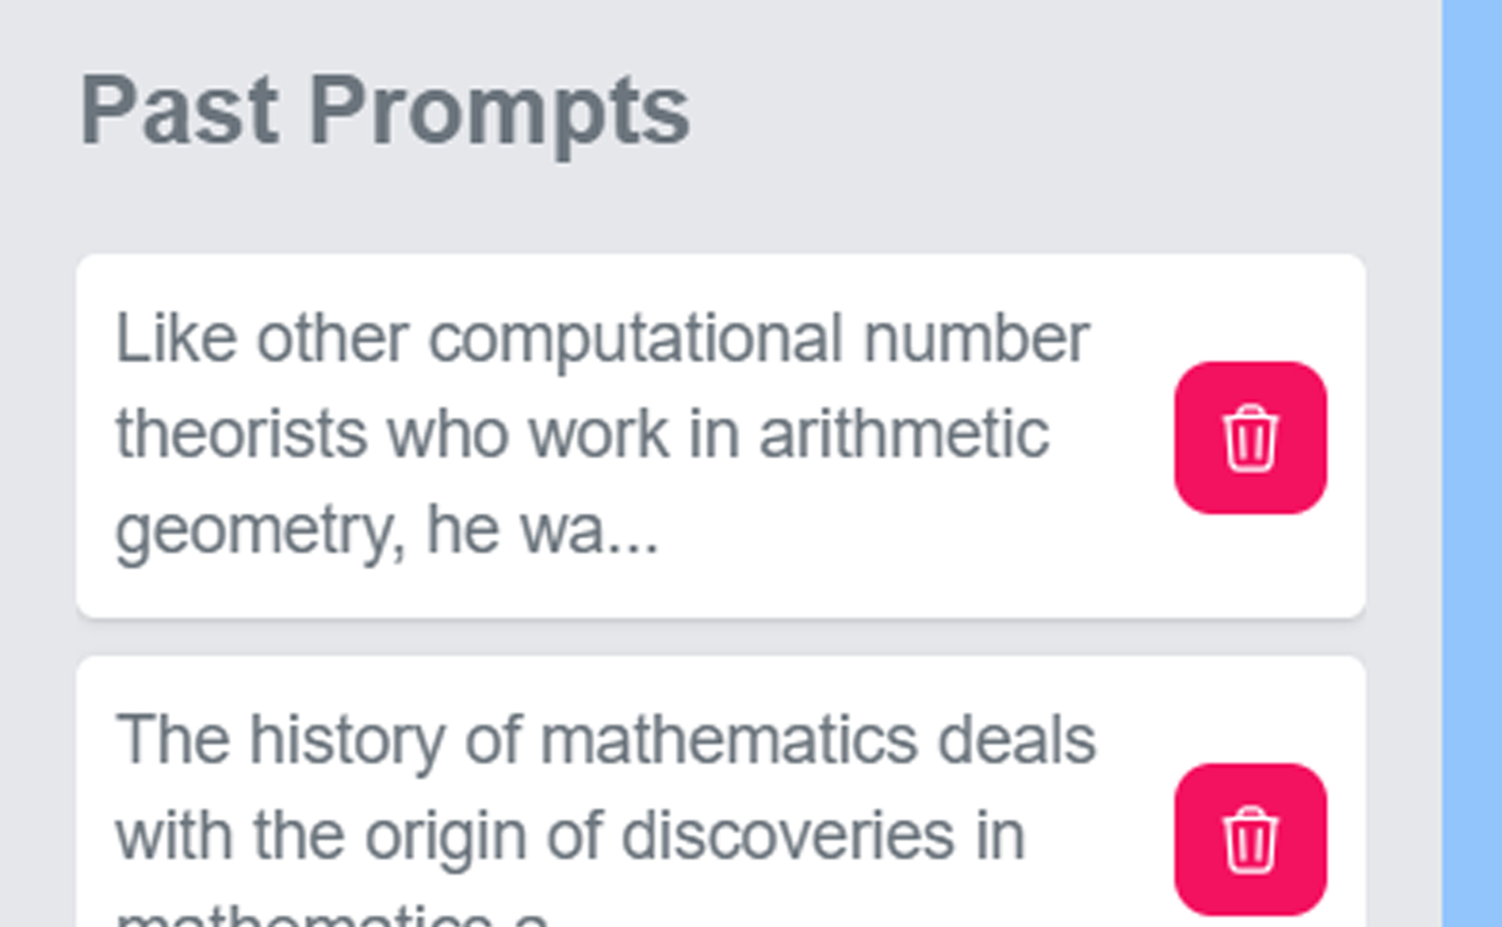 Past Prompts
Like other computational number
theorists who work in arithmetic
geometry, he wa...
The history of mathematics deals
with the origin of discoveries in
mathematics a